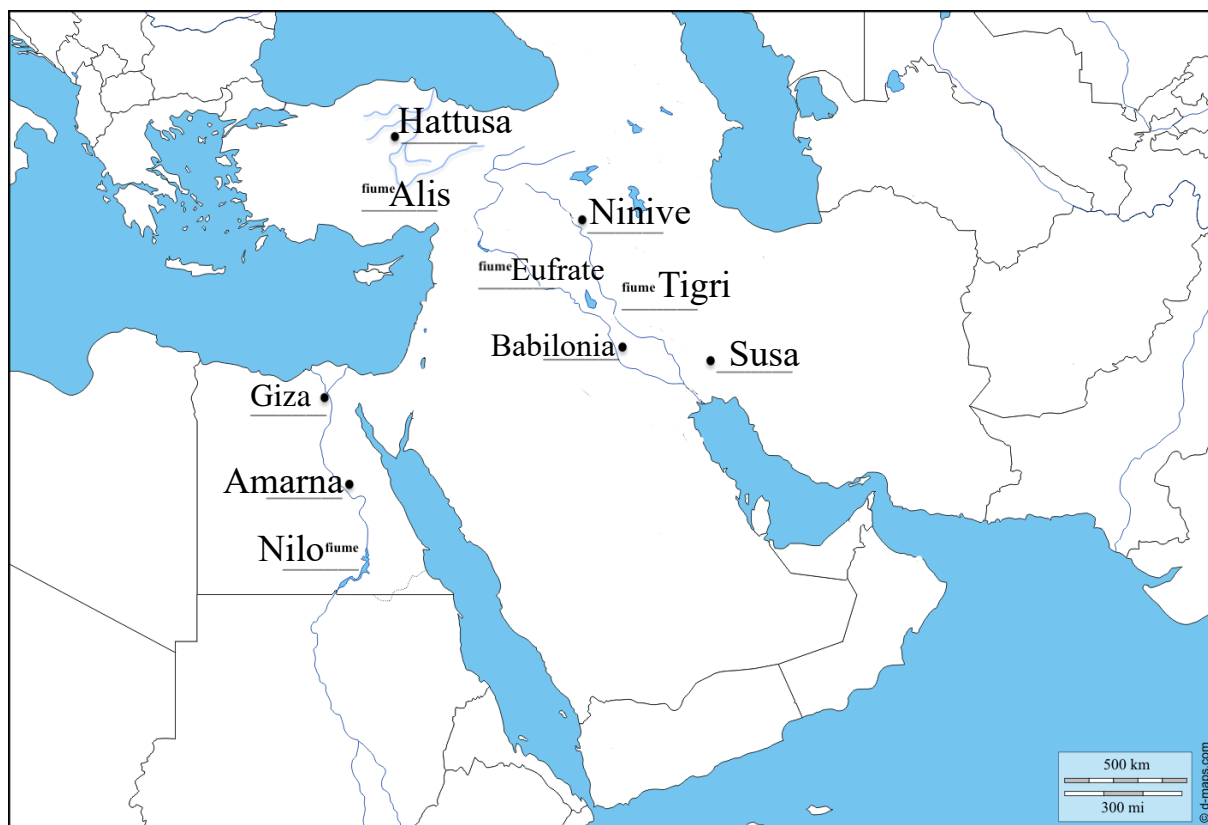 Hattusa
fiume Alis
Ninive
fiume Eufrate
fiume Tigri
Babilonia
Susa
Giza
Amarna
Nilo fiume
500 km
300 mi
© d-maps.com